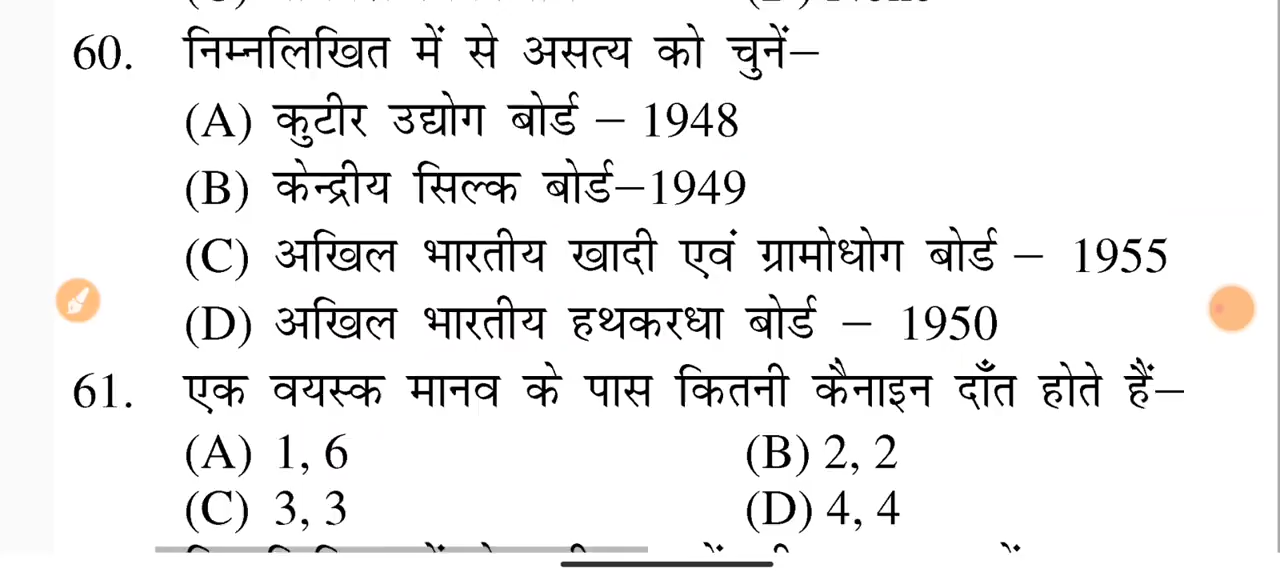 60. निम्नलिखित में से असत्य को चुनें–
(A) कुटीर उद्योग बोर्ड – 1948
(B) केन्द्रीय सिल्क बोर्ड–1949
(C) अखिल भारतीय खादी एवं ग्रामोधोग बोर्ड – 1955
(D) अखिल भारतीय हथकरधा बोर्ड – 1950
61. एक वयस्क मानव के पास कितनी कैनाइन दाँत होते हैं–
(A) 1, 6 (B) 2, 2
(C) 3, 3 (D) 4, 4